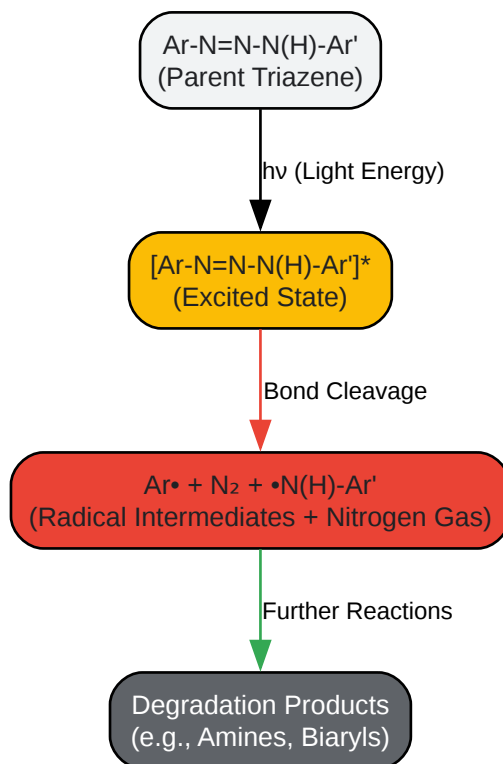 Ar-N=N-N(H)-Ar'
(Parent Triazene)
hν (Light Energy)
[Ar-N=N-N(H)-Ar']*
(Excited State)
Bond Cleavage
Ar• + N₂ + •N(H)-Ar'
(Radical Intermediates + Nitrogen Gas)
Further Reactions
Degradation Products
(e.g., Amines, Biaryls)